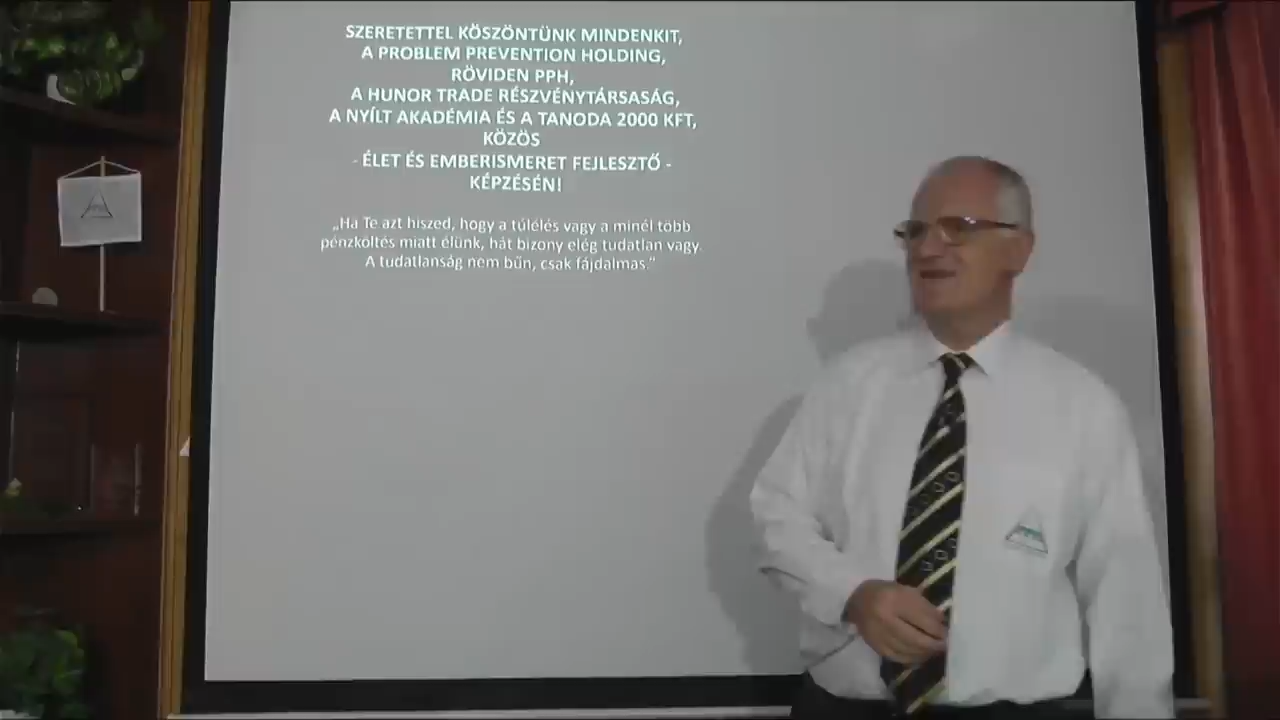 SZERETETTEL KÖSZÖNTÜNK MINDENKIT,
A PROBLEM PREVENTION HOLDING,
RÖVIDEN PPH,
A HUNOR TRADE RÉSZVÉNYTÁRSASÁG,
A NYÍLT AKADÉMIA ÉS A TANODA 2000 KFT,
KÖZÖS
- ÉLET ÉS EMBERISMERET FEJLESZTŐ -
KÉPZÉSÉN!
„Ha Te azt hiszed, hogy a túlélés vagy a minél több
pénzköltés miatt élünk, hát bizony elég tudatlan vagy.
A tudatlanság nem bűn, csak fájdalmas."